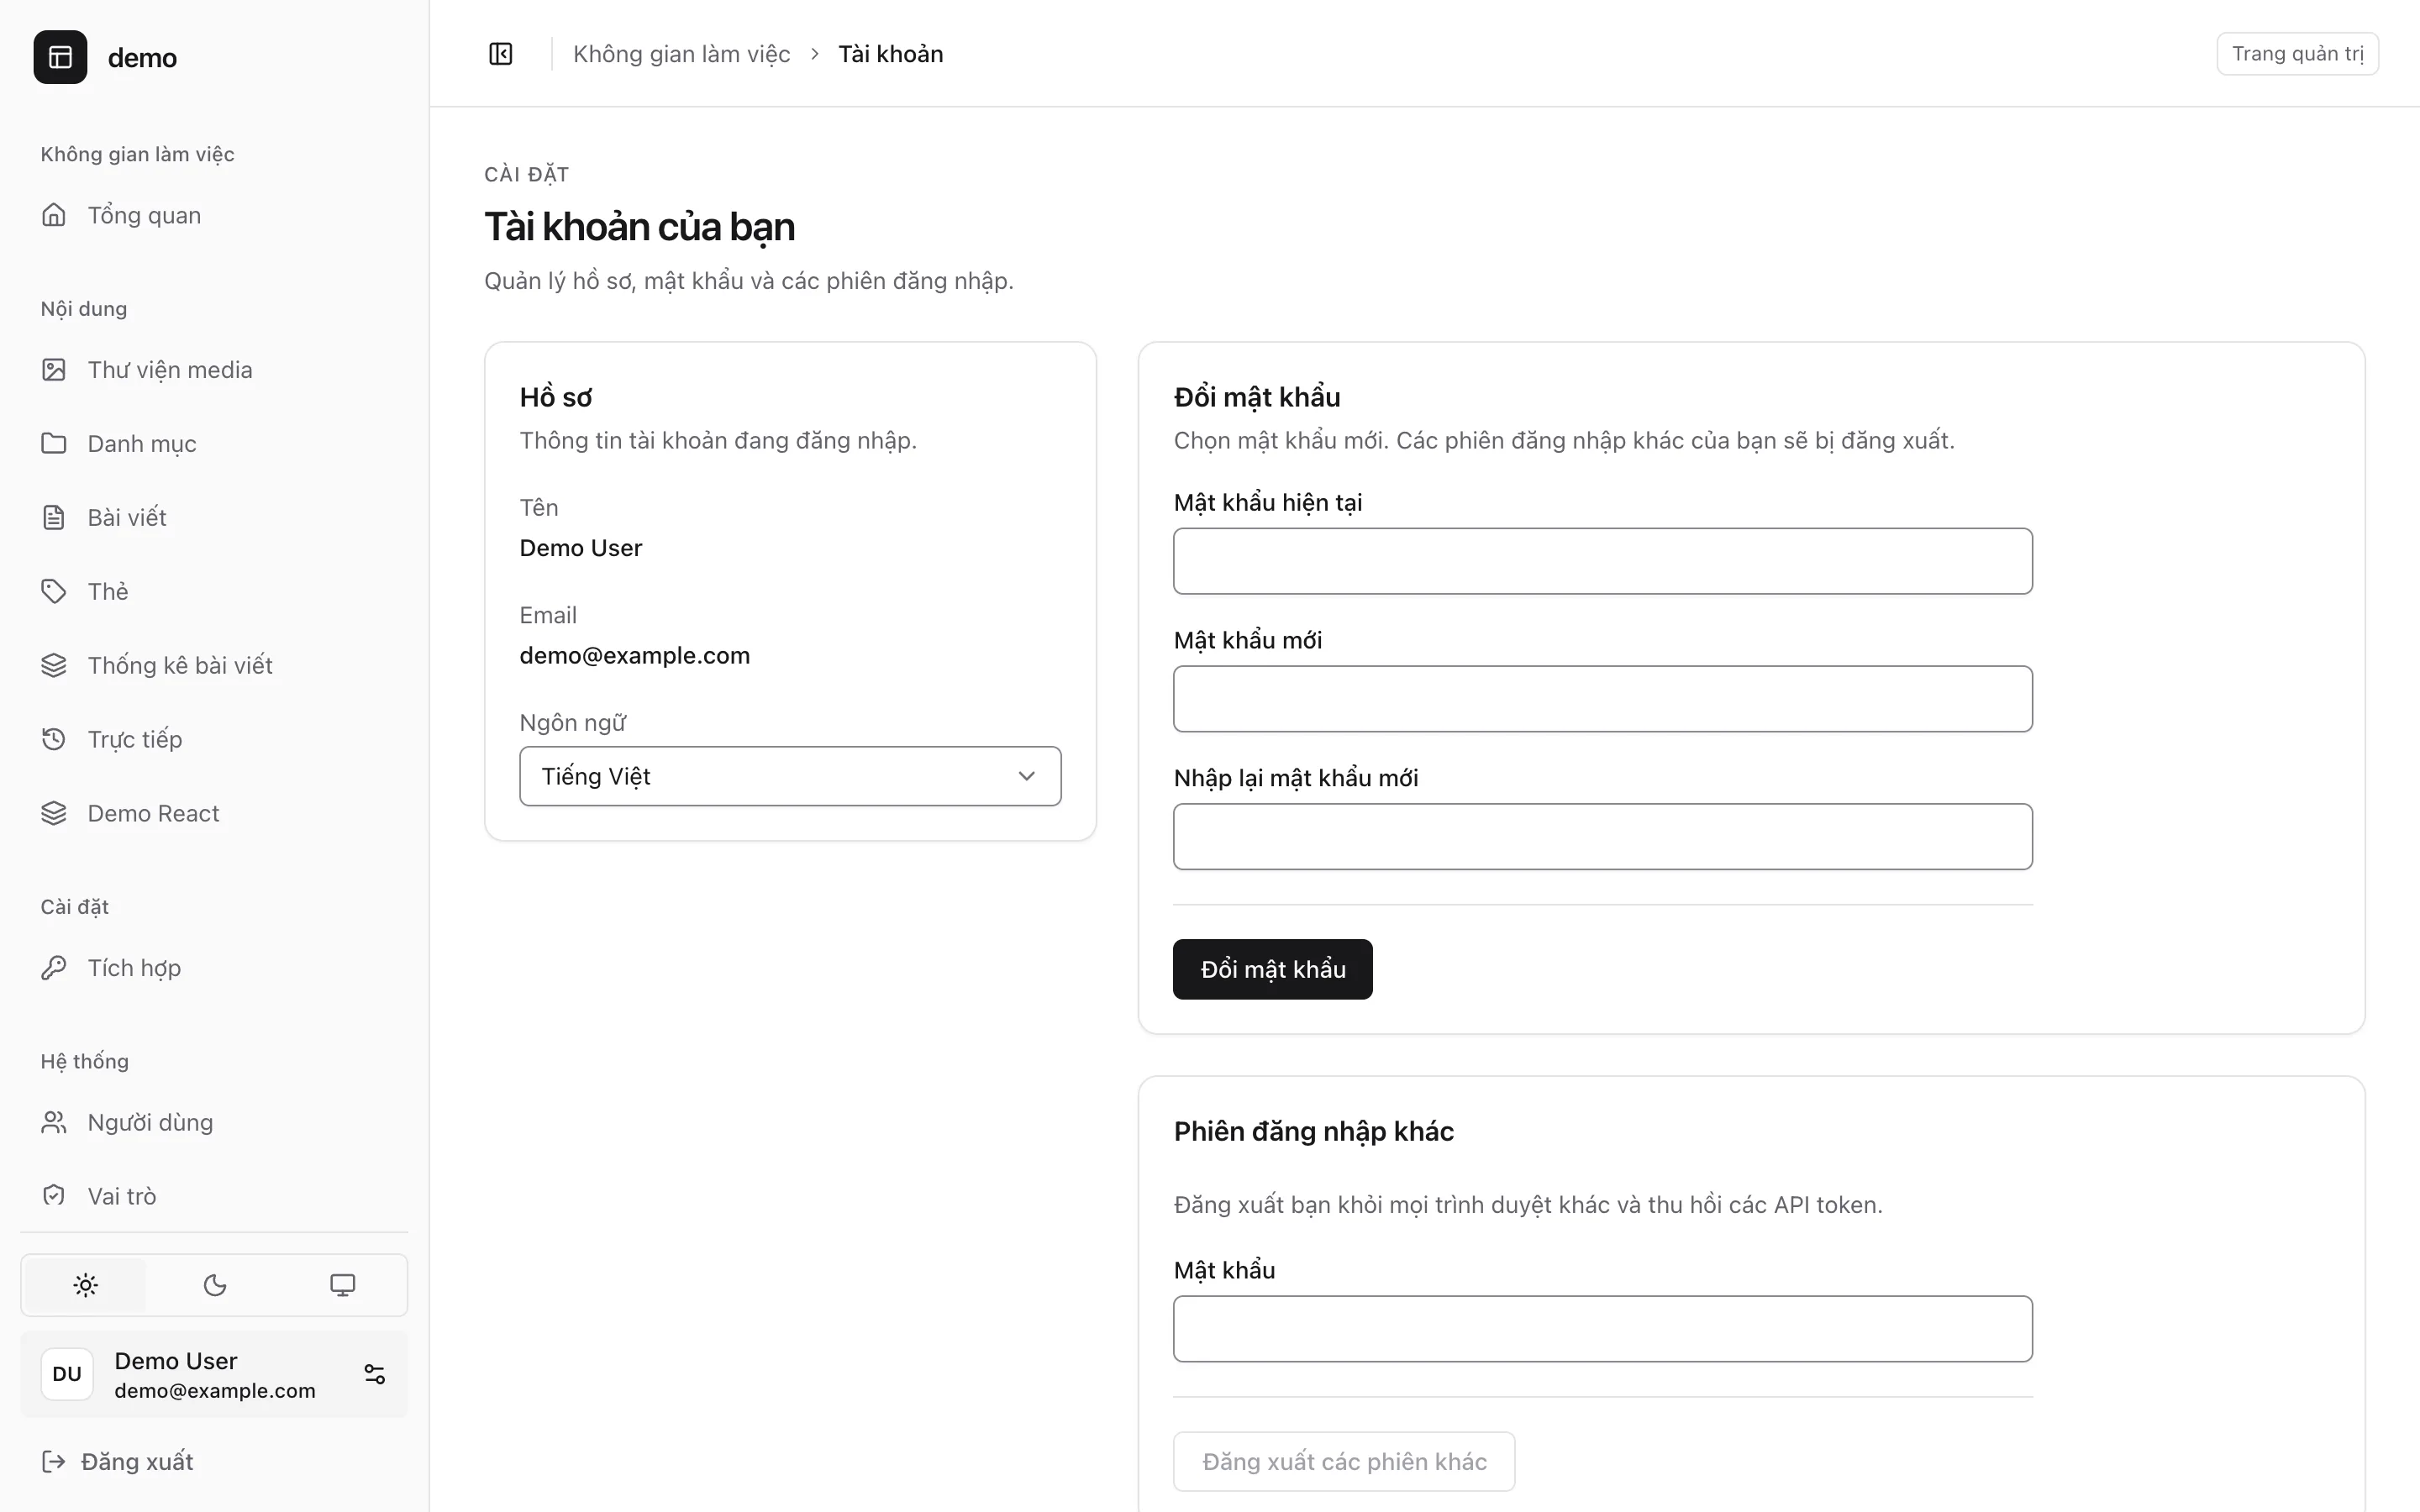 demo
Không gian làm việc
Tổng quan
Nội dung
Thư viện media
Danh mục
Bài viết
Thẻ
Thống kê bài viết
Trực tiếp
Demo React
Cài đặt
Tích hợp
Hệ thống
Người dùng
Vai trò
DU
Demo User
demo@example.com
Đăng xuất
Không gian làm việc > Tài khoản
Trang quản trị
CÀI ĐẶT
Tài khoản của bạn
Quản lý hồ sơ, mật khẩu và các phiên đăng nhập.
Hồ sơ
Thông tin tài khoản đang đăng nhập.
Tên
Demo User
Email
demo@example.com
Ngôn ngữ
Tiếng Việt
Đổi mật khẩu
Chọn mật khẩu mới. Các phiên đăng nhập khác của bạn sẽ bị đăng xuất.
Mật khẩu hiện tại
Mật khẩu mới
Nhập lại mật khẩu mới
Đổi mật khẩu
Phiên đăng nhập khác
Đăng xuất bạn khỏi mọi trình duyệt khác và thu hồi các API token.
Mật khẩu
Đăng xuất các phiên khác